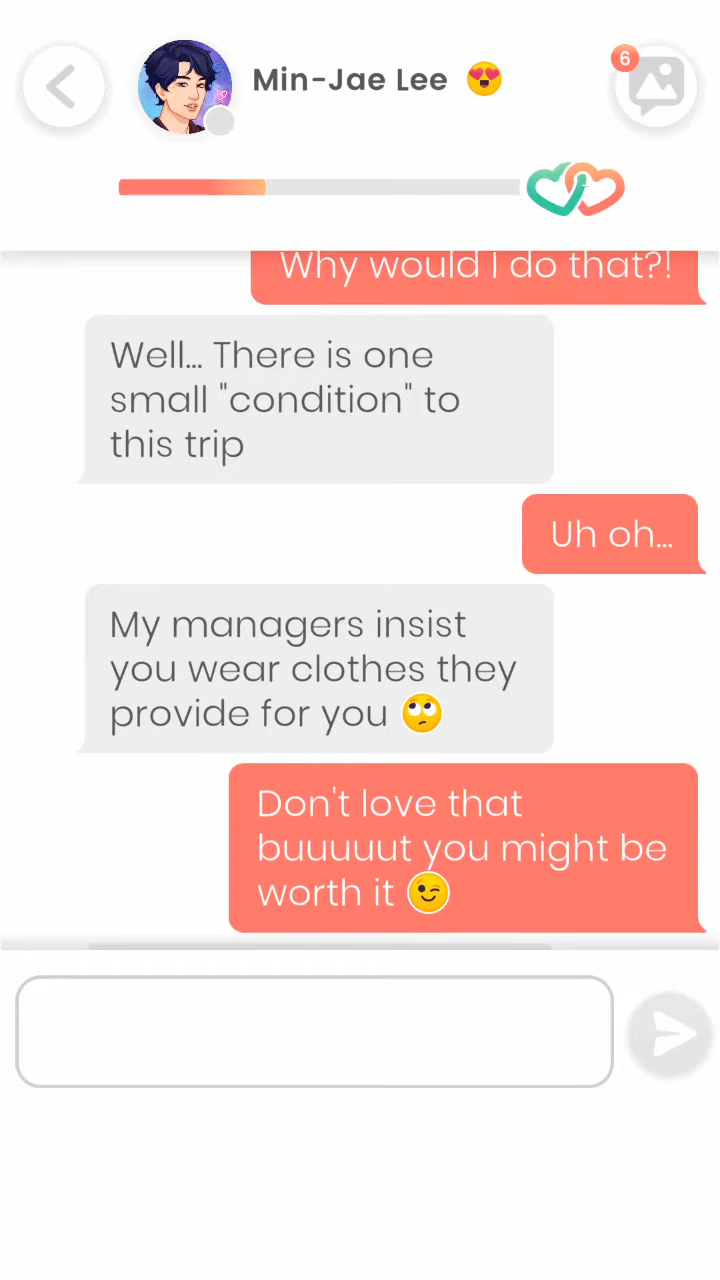 Min-Jae Lee 😍
6
Why would I do that?!
Well... There is one
small "condition" to
this trip
Uh oh...
My managers insist
you wear clothes they
provide for you 🙄
Don't love that
buuuuut you might be
worth it 😉